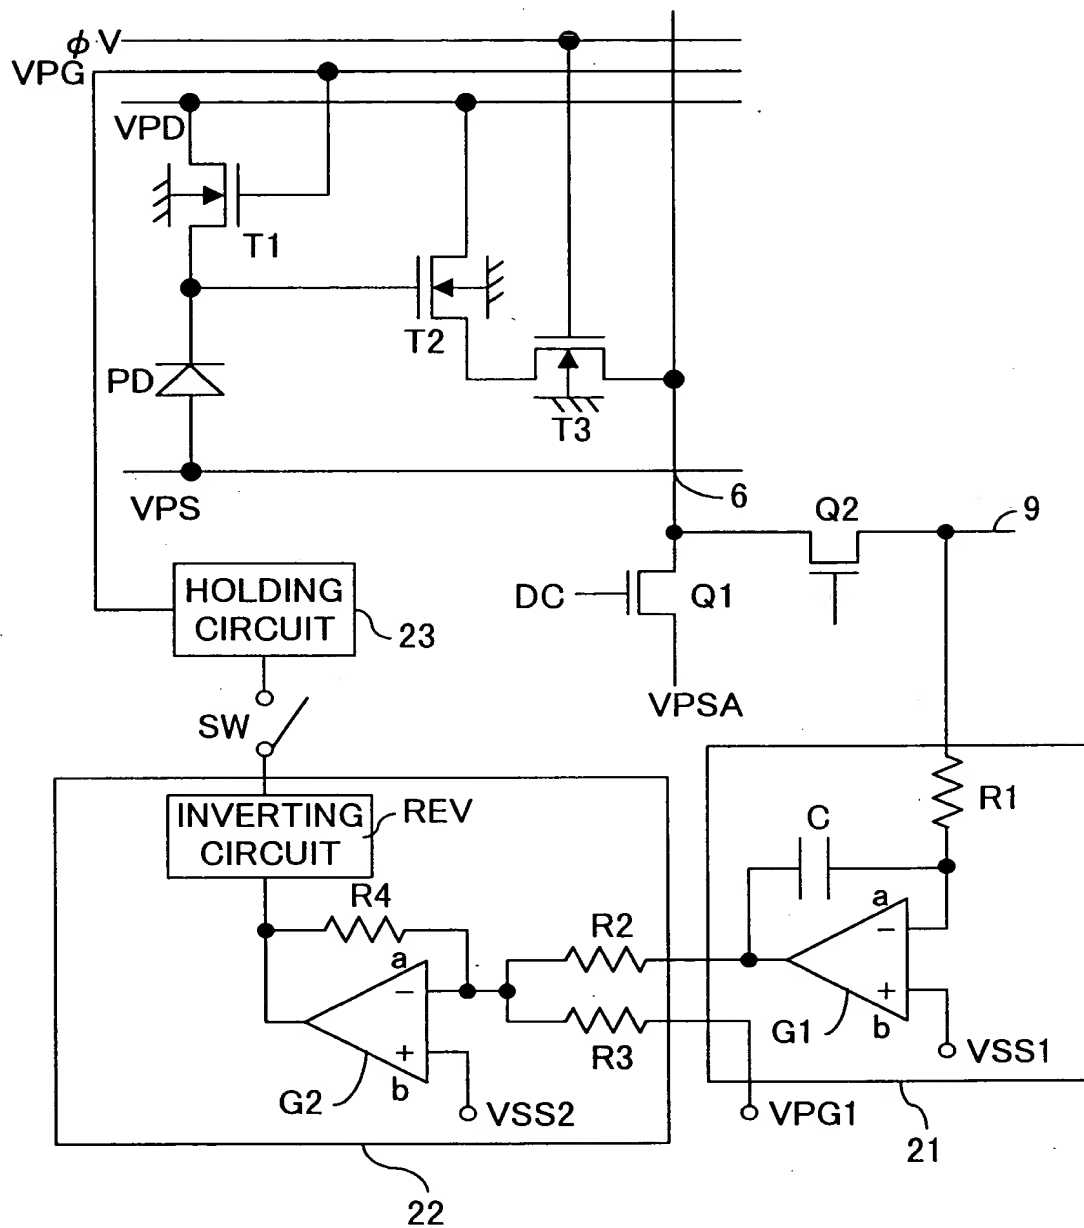 φV
VPG
VPD
T1
T2
PD
T3
VPS
6
Q2
9
HOLDING
CIRCUIT
DC
Q1
23
VPSA
SW
R1
INVERTING
CIRCUIT
REV
C
R4
a
R2
a
−
−
+
G1
b
R3
VSS1
+
G2
b
VSS2
VPG1
21
22